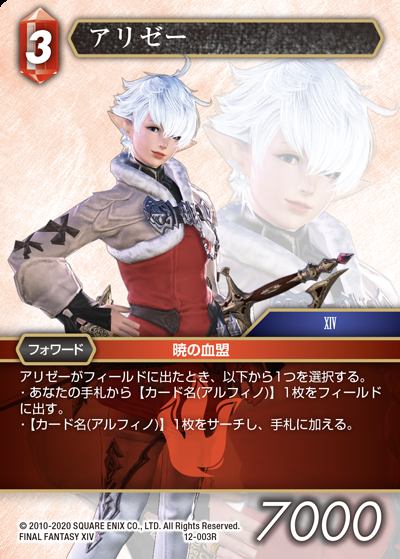 3
アリゼー
XIV
フォワード
暁の血盟
アリゼーがフィールドに出たとき、以下から1つを選択する。
・あなたの手札から【カード名(アルフィノ)】1枚をフィールド
に出す。
・【カード名(アルフィノ)】1枚をサーチし、手札に加える。
© 2010-2020 SQUARE ENIX CO., LTD. All Rights Reserved.
FINAL FANTASY XIV
12-003R
7000